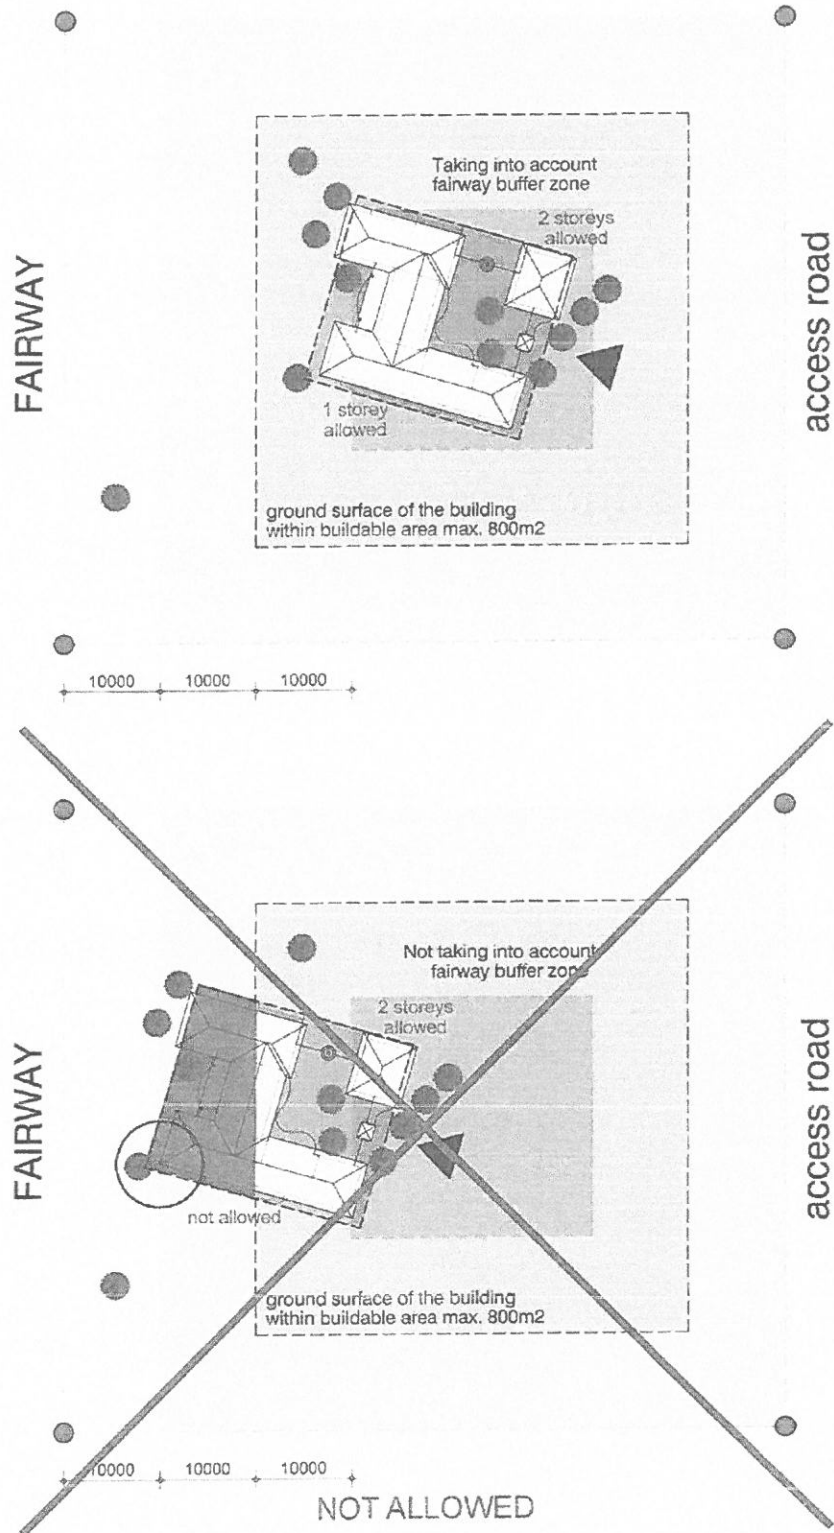 FAIRWAY
Taking into account
fairway buffer zone
2 storeys
allowed
1 storey
allowed
access road
ground surface of the building
within buildable area max. 800m2
10000 10000 10000
FAIRWAY
Not taking into account
fairway buffer zone
2 storeys
allowed
not allowed
access road
ground surface of the building
within buildable area max. 800m2
10000 10000 10000
NOT ALLOWED